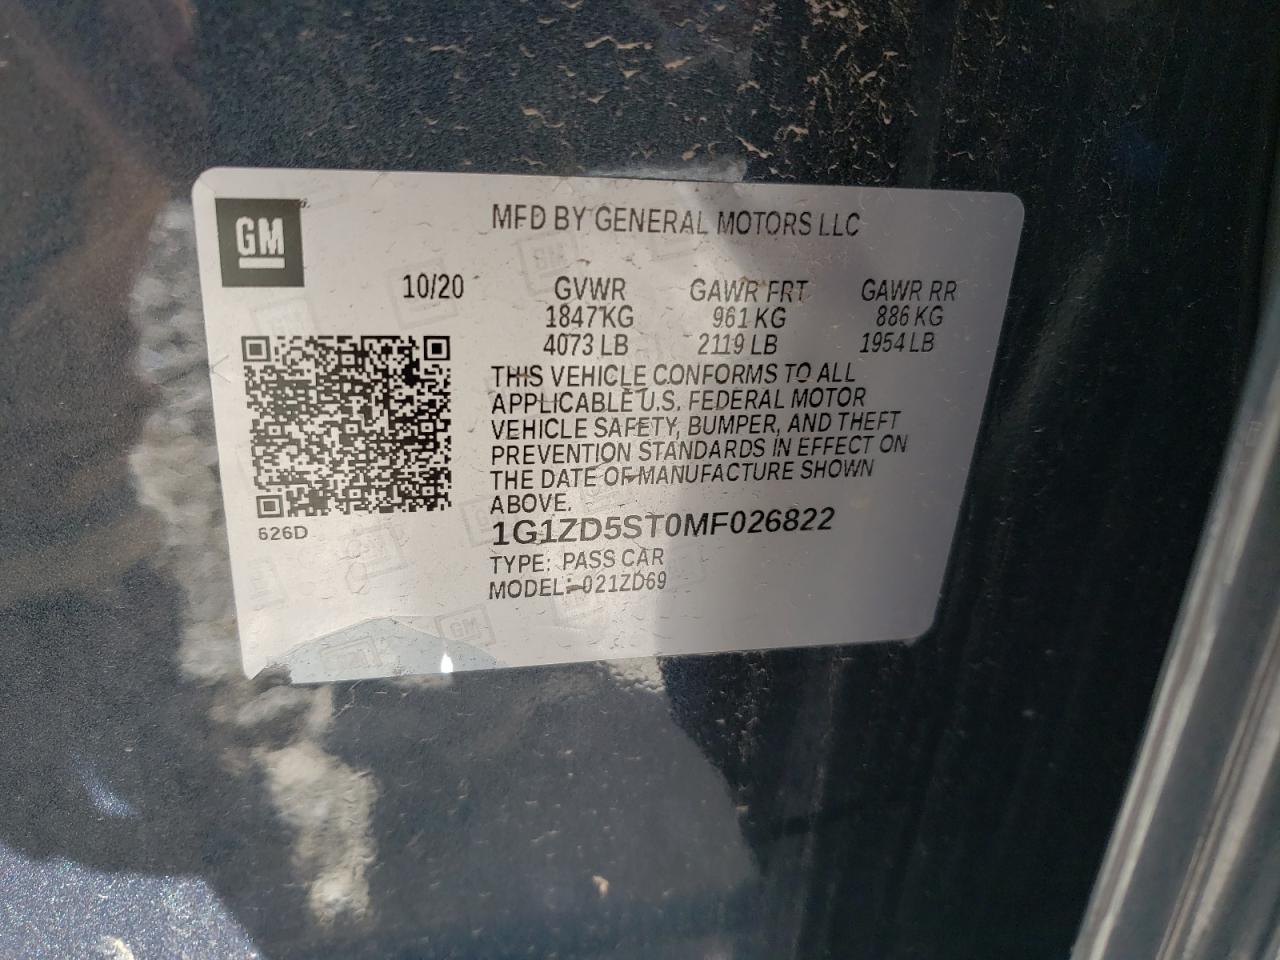 GM
MFD BY GENERAL MOTORS LLC
10/20 GVWR GAWR FRT GAWR RR
1847KG 961 KG 886 KG
4073 LB 2119 LB 1954 LB
THIS VEHICLE CONFORMS TO ALL
APPLICABLE U.S. FEDERAL MOTOR
VEHICLE SAFETY, BUMPER, AND THEFT
PREVENTION STANDARDS IN EFFECT ON
THE DATE OF MANUFACTURE SHOWN
ABOVE.
626D
1G1ZD5ST0MF026822
TYPE: PASS CAR
MODEL: 021ZD69